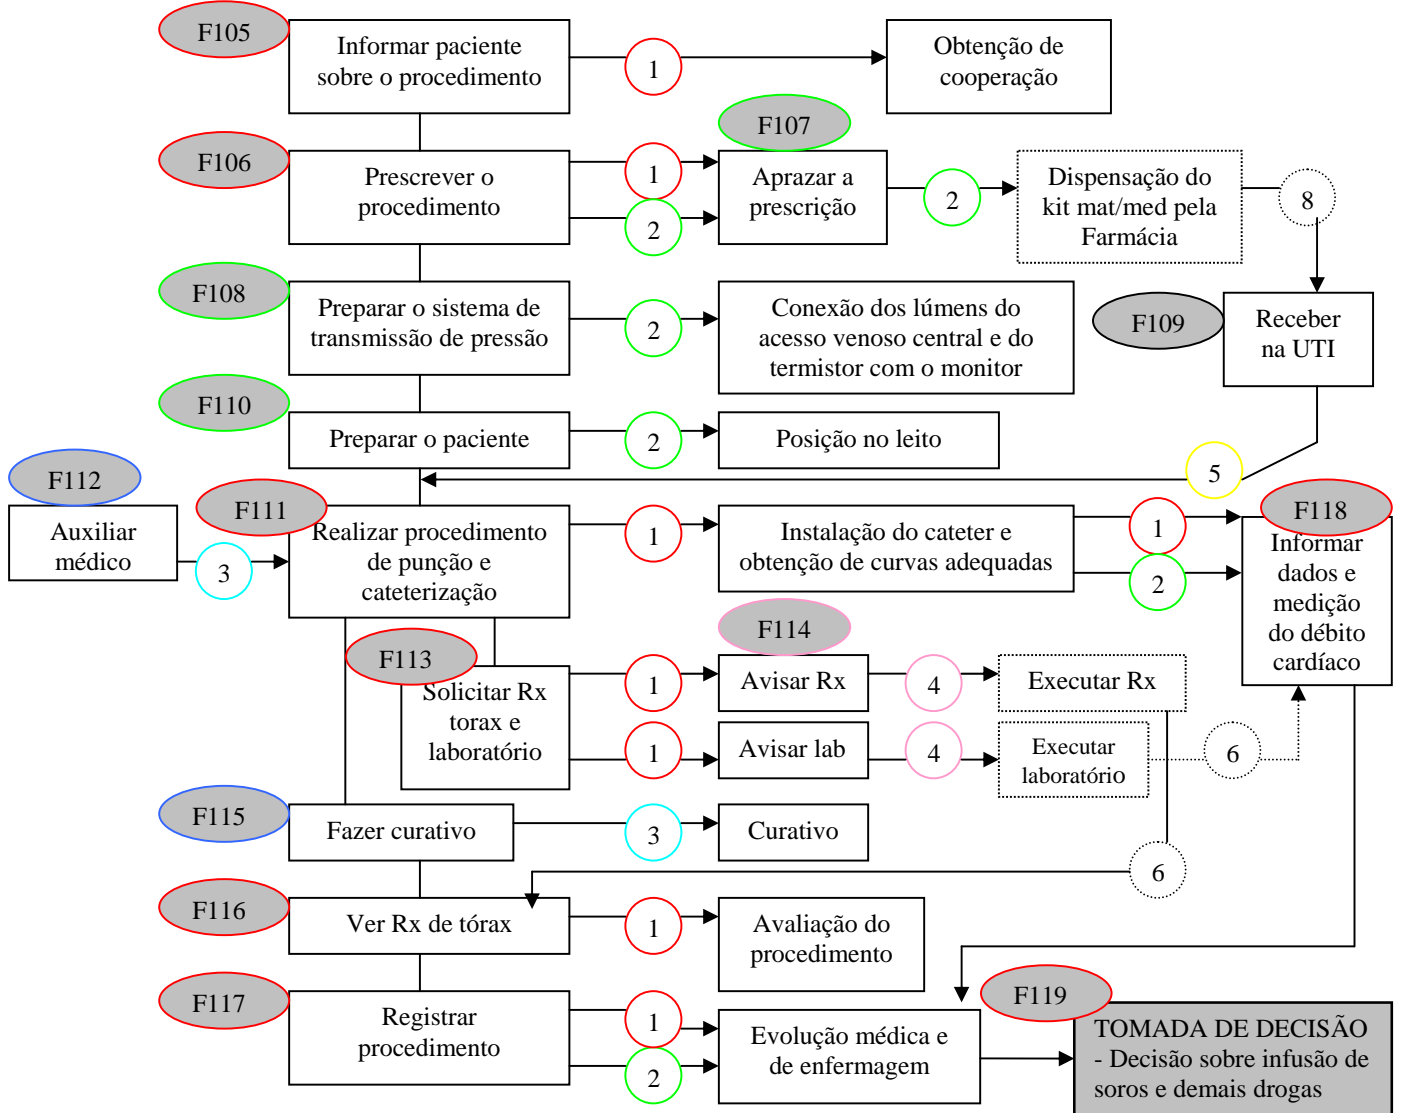 F105
Informar paciente
sobre o procedimento
1
Obtenção de
cooperação
F106
Prescrever o
procedimento
1
2
F107
Aprazar a
prescrição
2
Dispensação do
kit mat/med pela
Farmácia
8
F108
Preparar o sistema de
transmissão de pressão
2
Conexão dos lúmens do
acesso venoso central e do
termistor com o monitor
F109
Receber
na UTI
F110
Preparar o paciente
2
Posição no leito
5
F112
Auxiliar
médico
3
F111
Realizar procedimento
de punção e
cateterização
1
Instalação do cateter e
obtenção de curvas adequadas
1
2
F118
Informar
dados e
medição
do débito
cardíaco
F113
Solicitar Rx
torax e
laboratório
1
1
F114
Avisar Rx
4
Executar Rx
Avisar lab
4
Executar
laboratório
6
F115
Fazer curativo
3
Curativo
6
F116
Ver Rx de tórax
1
Avaliação do
procedimento
F117
Registrar
procedimento
1
2
Evolução médica e
de enfermagem
F119
TOMADA DE DECISÃO
- Decisão sobre infusão de
soros e demais drogas